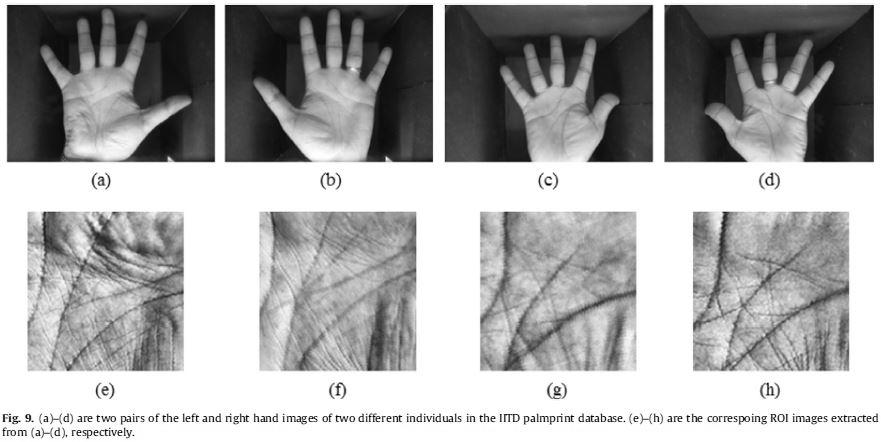 (a) (b) (c) (d)
(e) (f) (g) (h)
Fig. 9. (a)–(d) are two pairs of the left and right hand images of two different individuals in the IITD palmprint database. (e)–(h) are the correspoing ROI images extracted
from (a)–(d), respectively.